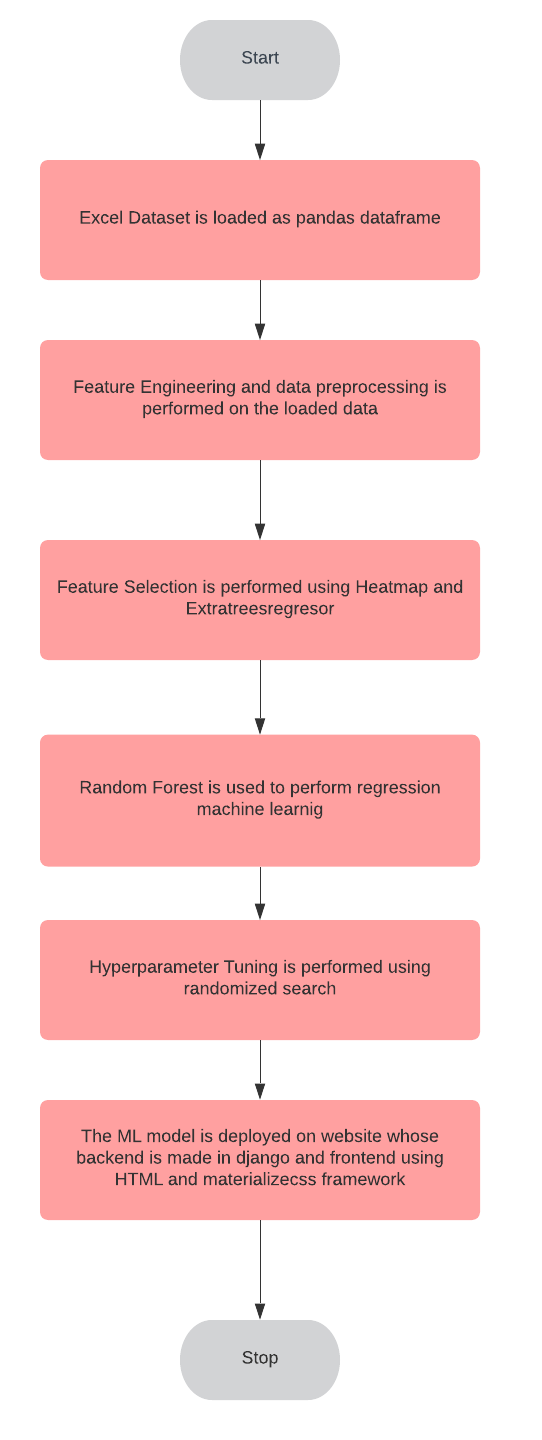 Start
Excel Dataset is loaded as pandas dataframe
Feature Engineering and data preprocessing is
performed on the loaded data
Feature Selection is performed using Heatmap and
Extratreesregresor
Random Forest is used to perform regression
machine learnig
Hyperparameter Tuning is performed using
randomized search
The ML model is deployed on website whose
backend is made in django and frontend using
HTML and materializecss framework
Stop